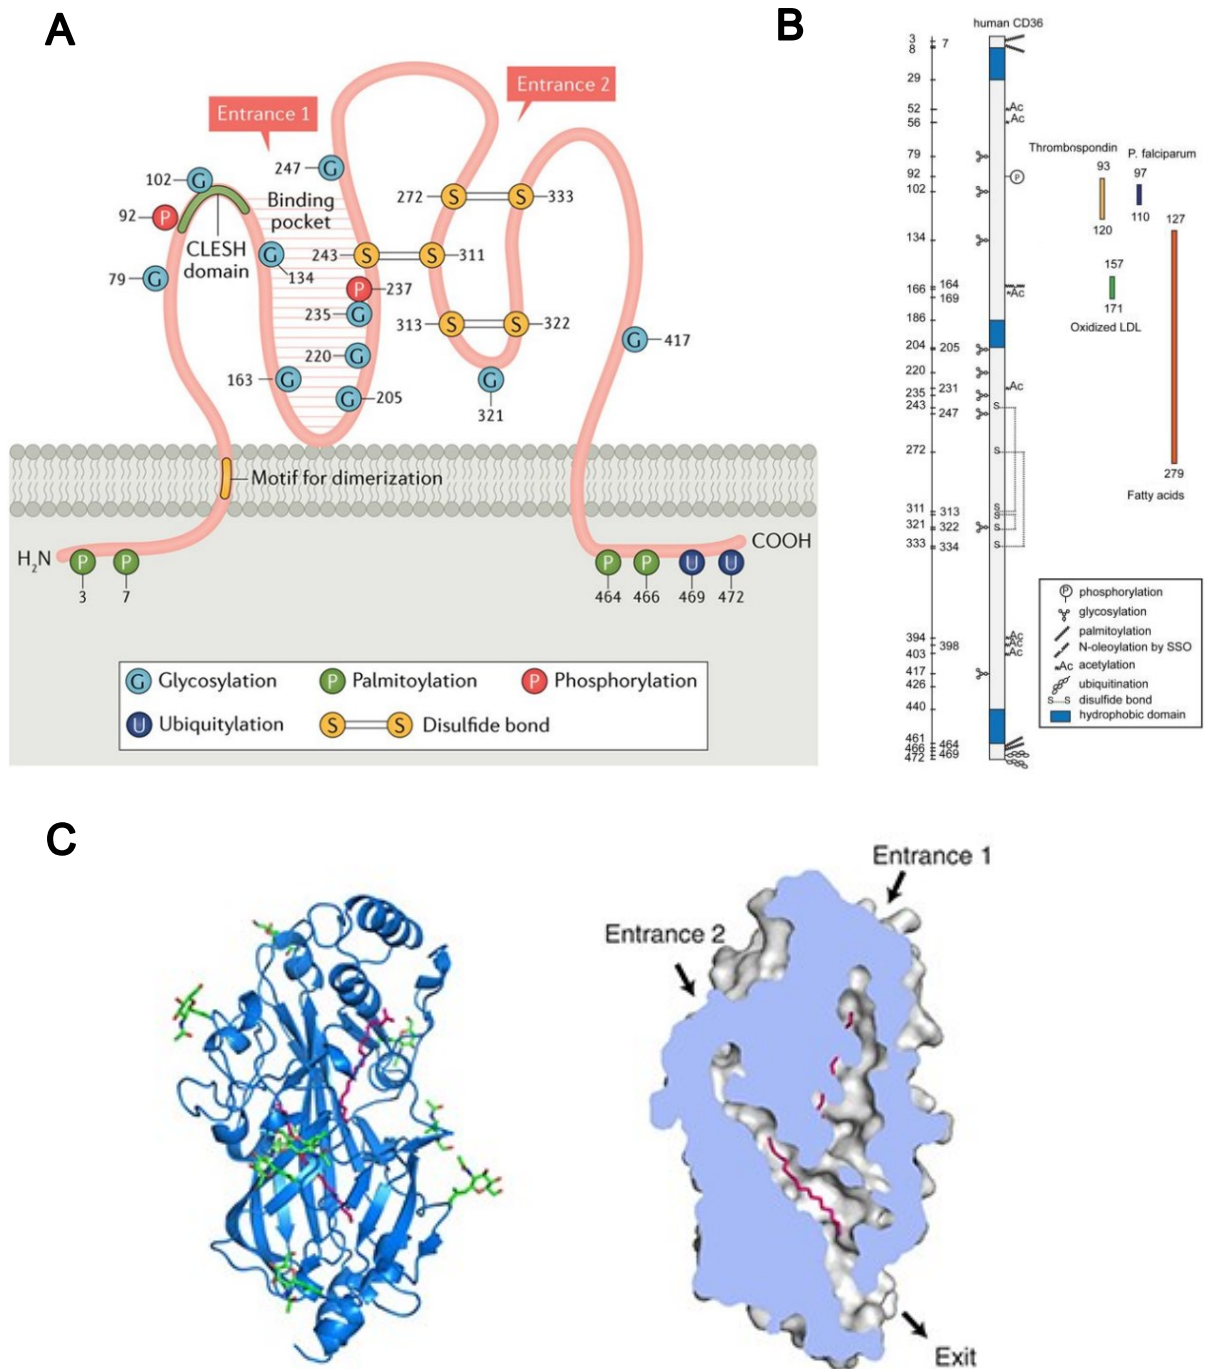 A
Entrance 1
Entrance 2
102
G
247
G
92
P
Binding
pocket
272
S
S
333
CLESH
domain
79
G
G
134
243
S
S
311
P
237
235
G
313
S
S
322
G
417
220
G
163
G
G
205
G
321
Motif for dimerization
H2N
COOH
P
P
P
P
U
U
3
7
464
466
469
472
G Glycosylation
P Palmitoylation
P Phosphorylation
U Ubiquitylation
S S Disulfide bond
B
human CD36
3
7
8
29
52
Ac
56
Ac
79
92
P
102
134
164
166
Ac
169
186
204
205
220
231
Ac
235
243
S
247
272
S
311
S
313
S
321
322
S
333
S
334
394
Ac
398
Ac
403
Ac
417
426
440
461
464
466
469
472
Thrombospondin
93
120
P. falciparum
97
110
127
279
Fatty acids
157
171
Oxidized LDL
P phosphorylation
glycosylation
palmitoylation
N-oleoylation by SSO
Ac acetylation
ubiquitination
S S disulfide bond
hydrophobic domain
C
Entrance 1
Entrance 2
Exit